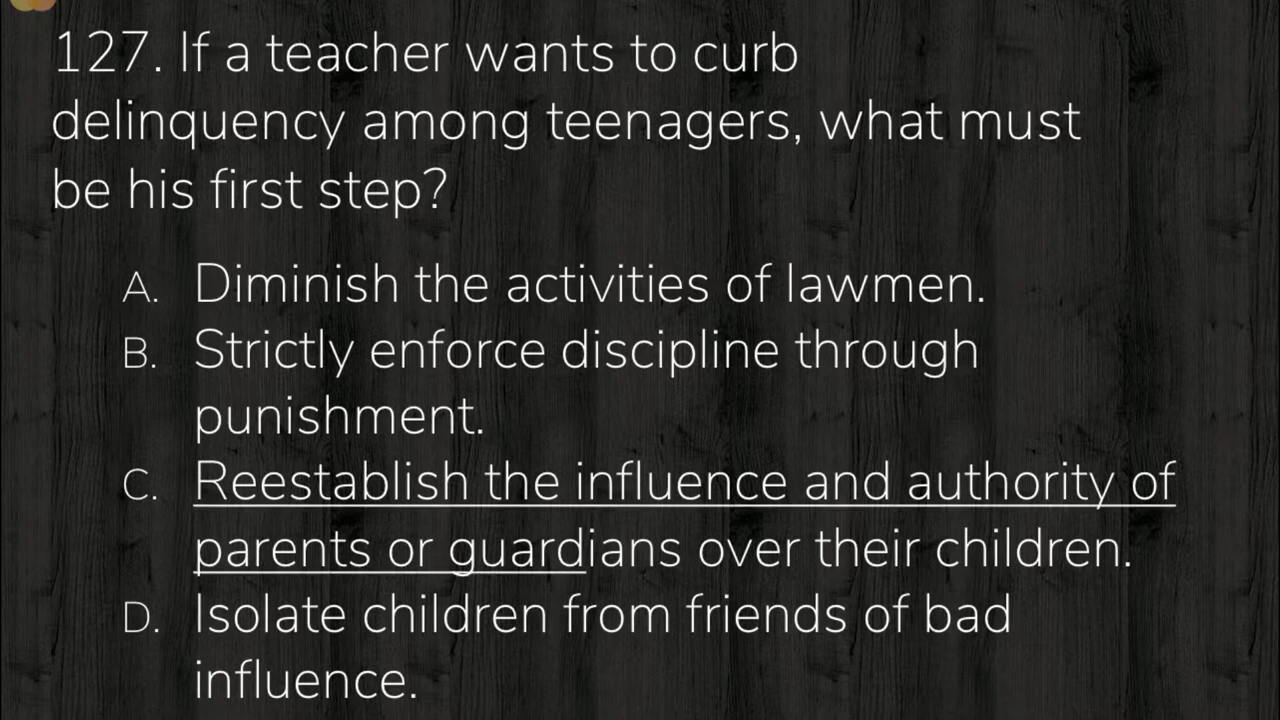 127. If a teacher wants to curb
delinquency among teenagers, what must
be his first step?
A. Diminish the activities of lawmen.
B. Strictly enforce discipline through
punishment.
C. Reestablish the influence and authority of
parents or guardians over their children.
D. Isolate children from friends of bad
influence.